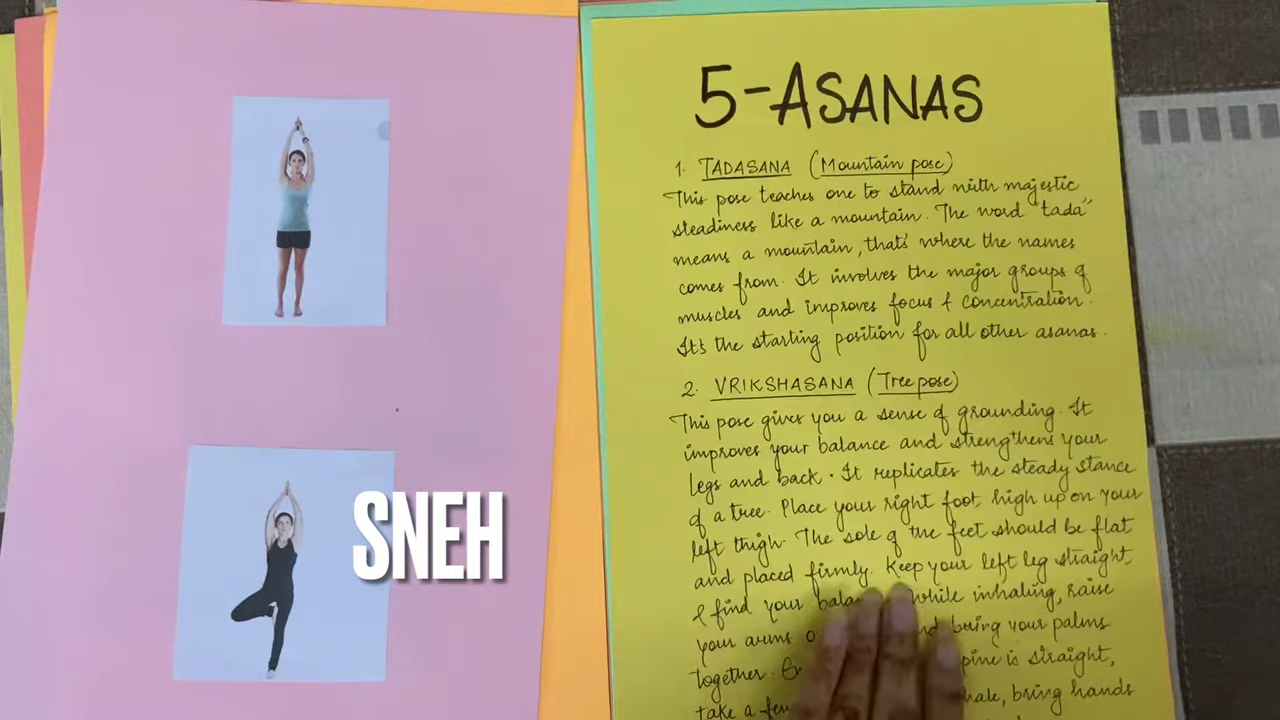 SNEH
5-ASANAS
1. TADASANA (Mountain pose)
This pose teaches one to stand with majestic
steadiness like a mountain. The word "tada"
means a mountain, that's where the names
comes from. It involves the major groups of
muscles and improves focus & concentration.
It's the starting position for all other asanas.
2. VRIKSHASANA (Tree pose)
This pose gives you a sense of grounding. It
improves your balance and strengthens your
legs and back. It replicates the steady stance
of a tree. Place your right foot high up on your
left thigh. The sole of the feet should be flat
and placed firmly. Keep your left leg straight,
& find your while inhaling, raise
your arms bring your palms
together. is straight,
take a bring hands